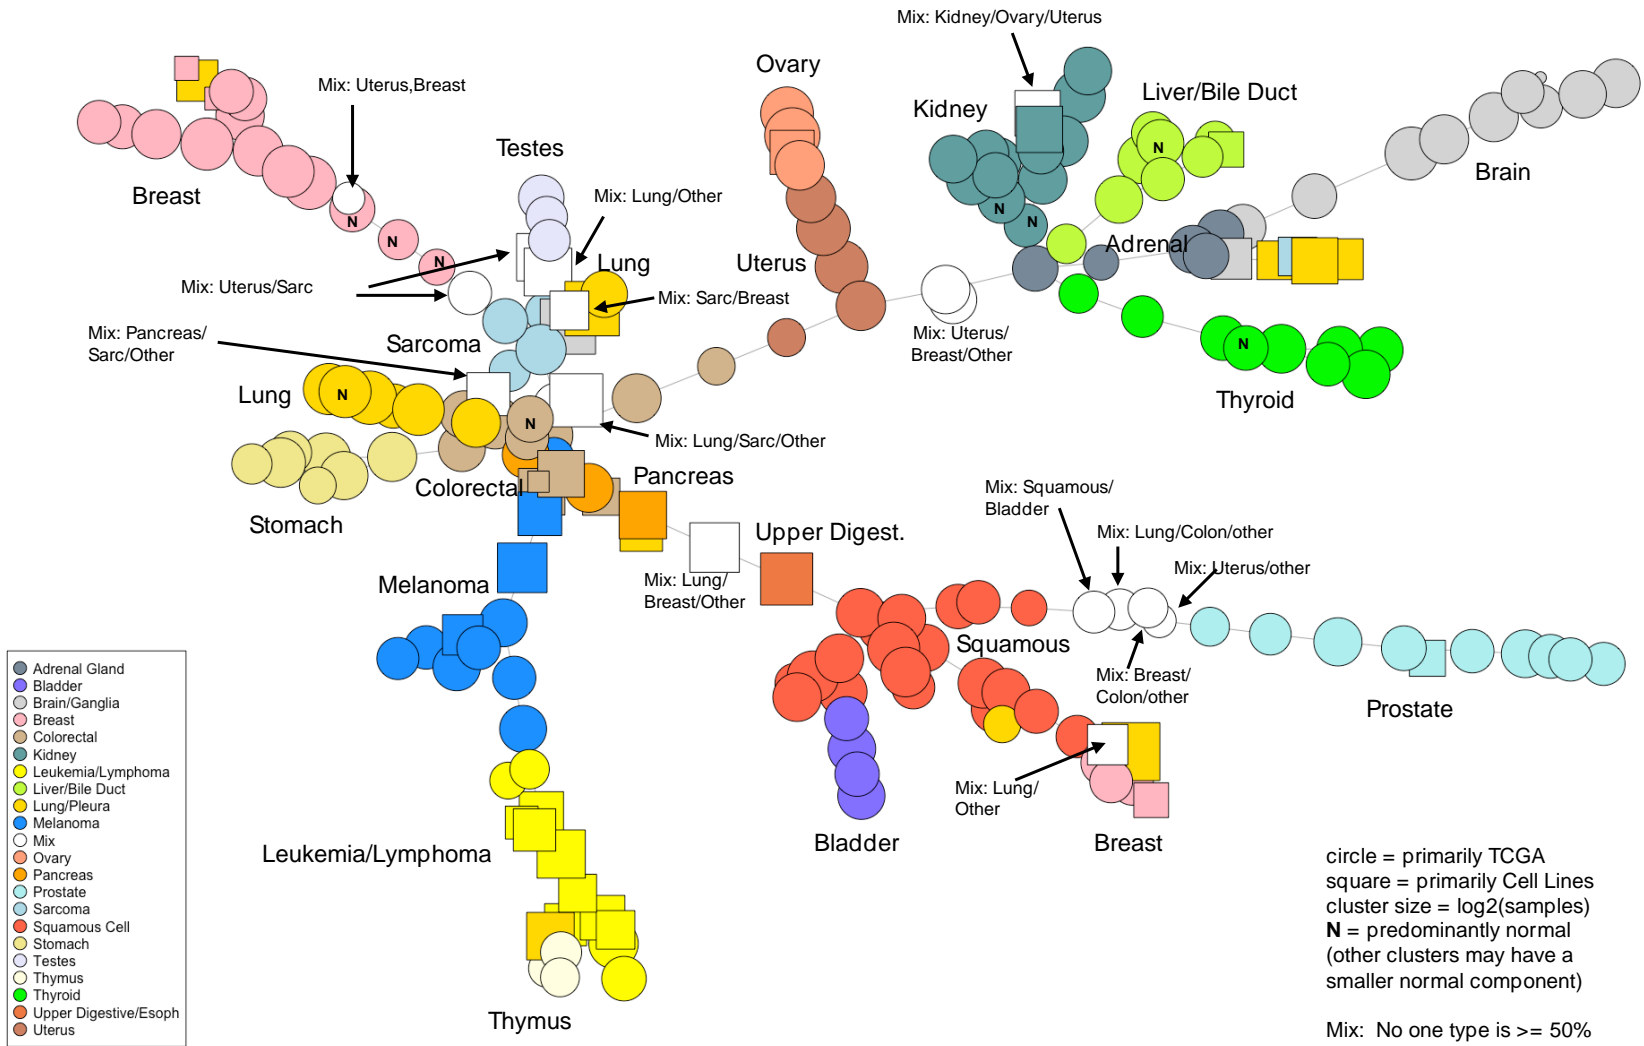 Mix: Kidney/Ovary/Uterus
Ovary
Mix: Uterus,Breast
Kidney
Liver/Bile Duct
Testes
N
Brain
Breast
Mix: Lung/Other
N
N
N
N
Adrenal
Lung
Uterus
N
Mix: Uterus/Sarc
Mix: Sarc/Breast
Mix: Pancreas/
Sarc/Other
Sarcoma
Mix: Uterus/
Breast/Other
N
Lung
N
Thyroid
N
Mix: Lung/Sarc/Other
Colorectal
Pancreas
Stomach
Mix: Squamous/
Bladder
Upper Digest.
Mix: Lung/Colon/other
Mix: Uterus/other
Melanoma
Mix: Lung/
Breast/Other
Squamous
Mix: Breast/
Colon/other
Prostate
Mix: Lung/
Other
Bladder
Breast
Leukemia/Lymphoma
Thymus
Adrenal Gland
Bladder
Brain/Ganglia
Breast
Colorectal
Kidney
Leukemia/Lymphoma
Liver/Bile Duct
Lung/Pleura
Melanoma
Mix
Ovary
Pancreas
Prostate
Sarcoma
Squamous Cell
Stomach
Testes
Thymus
Thyroid
Upper Digestive/Esoph
Uterus
circle = primarily TCGA
square = primarily Cell Lines
cluster size = log2(samples)
N = predominantly normal
(other clusters may have a
smaller normal component)
Mix:  No one type is >= 50%